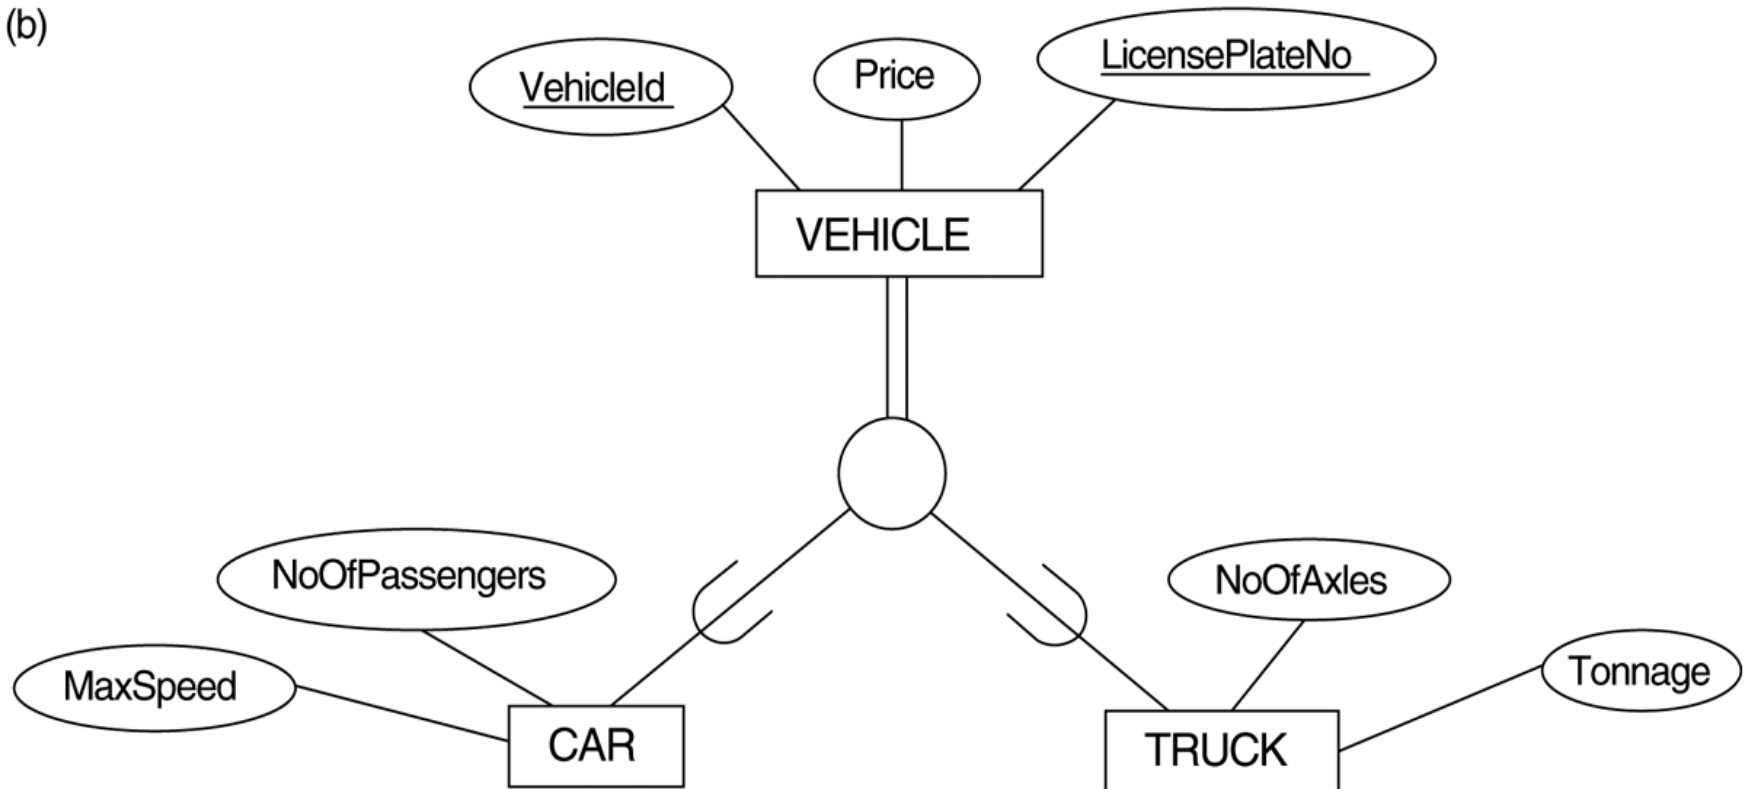 (b)
VehicleId
Price
LicensePlateNo
VEHICLE
NoOfPassengers
NoOfAxles
MaxSpeed
Tonnage
CAR
TRUCK